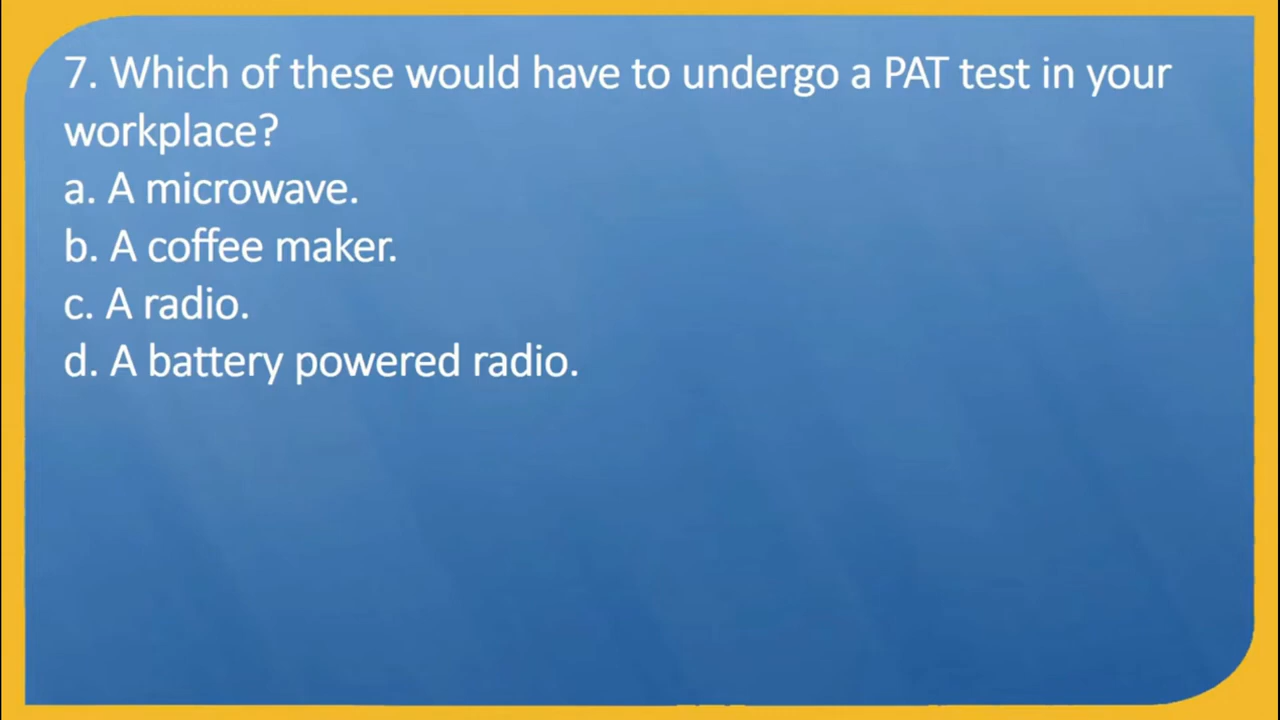 7. Which of these would have to undergo a PAT test in your
workplace?
a. A microwave.
b. A coffee maker.
c. A radio.
d. A battery powered radio.